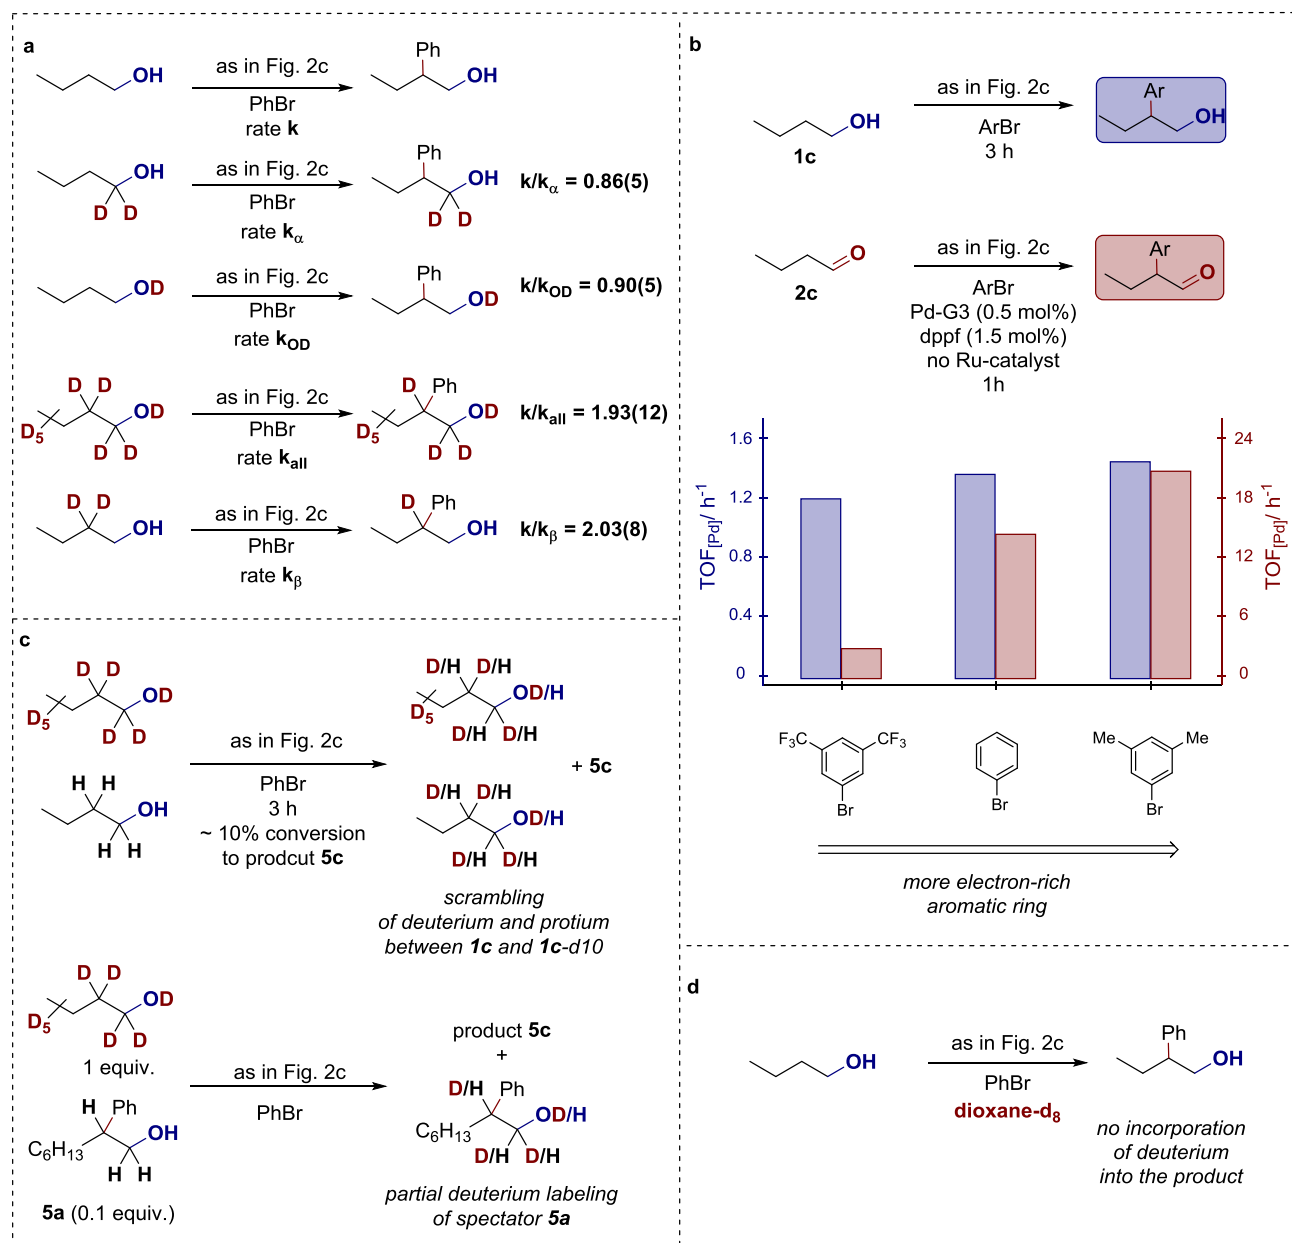 a
OH
as in Fig. 2c
PhBr
rate k
Ph
OH
OH
D D
as in Fig. 2c
PhBr
rate kα
Ph
OH
D D
k/kα = 0.86(5)
OD
as in Fig. 2c
PhBr
rate kOD
Ph
OD
k/kOD = 0.90(5)
D D
OD
D5
D D
as in Fig. 2c
PhBr
rate kall
D Ph
OD
D5
D D
k/kall = 1.93(12)
D D
OH
as in Fig. 2c
PhBr
rate kβ
D Ph
OH
k/kβ = 2.03(8)
b
OH
1c
as in Fig. 2c
ArBr
3 h
Ar
OH
O
2c
as in Fig. 2c
ArBr
Pd-G3 (0.5 mol%)
dppf (1.5 mol%)
no Ru-catalyst
1h
Ar
O
TOF[Pd]/ h-1
1.6
1.2
0.8
0.4
0
24
18
12
6
0
TOF[Pd]/ h-1
F3C CF3
Br
Br
Me Me
Br
more electron-rich
aromatic ring
c
D D
OD
D5
D D
H H
OH
H H
as in Fig. 2c
PhBr
3 h
~ 10% conversion
to prodcut 5c
D/H D/H
OD/H
D5
D/H D/H
+ 5c
D/H D/H
OD/H
D/H D/H
scrambling
of deuterium and protium
between 1c and 1c-d10
D D
OD
D5
D D
1 equiv.
H Ph
OH
C6H13
H H
5a (0.1 equiv.)
as in Fig. 2c
PhBr
product 5c
+
D/H Ph
OD/H
C6H13
D/H D/H
partial deuterium labeling
of spectator 5a
d
OH
as in Fig. 2c
PhBr
dioxane-d8
Ph
OH
no incorporation
of deuterium
into the product